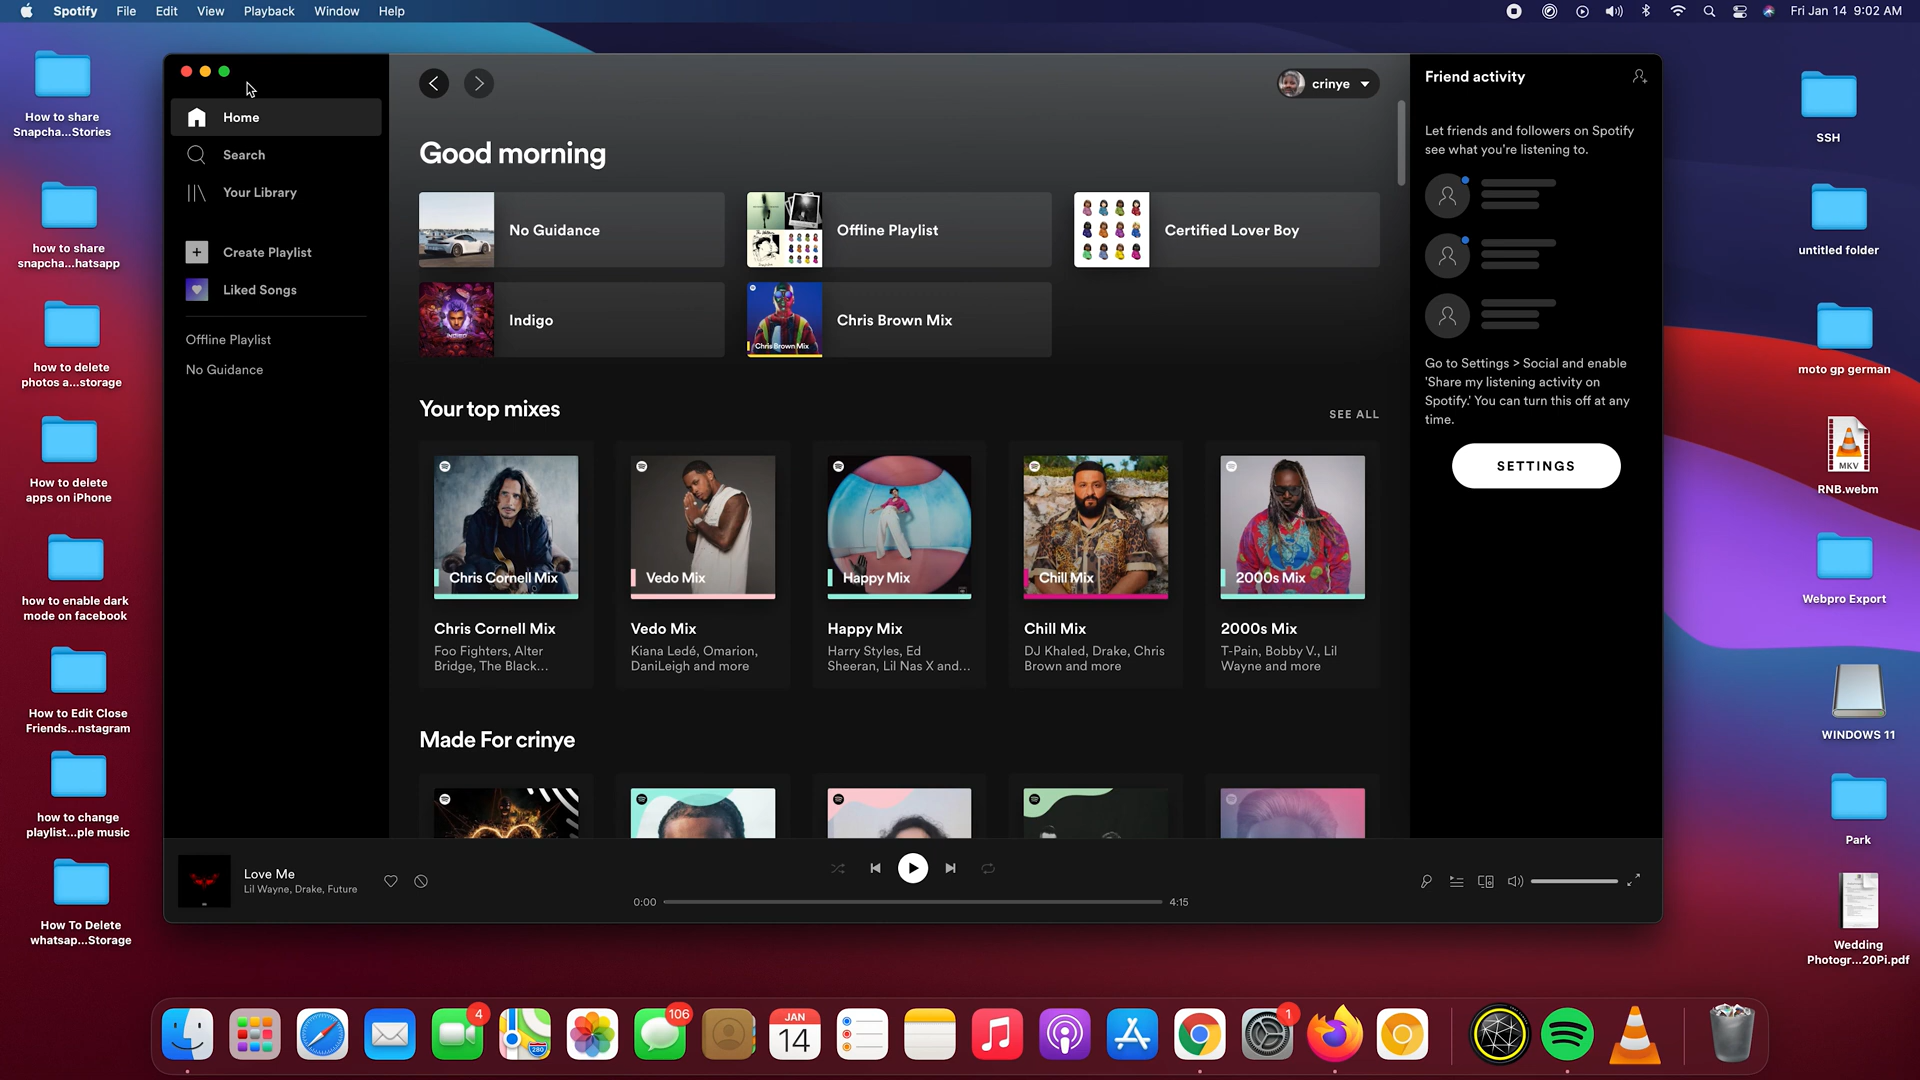 Spotify File Edit View Playback Window Help
Fri Jan 14 9:02 AM
How to share
Snapcha...Stories
how to share
snapcha...hatsapp
how to delete
photos a...storage
How to delete
apps on iPhone
how to enable dark
mode on facebook
How to Edit Close
Friends...nstagram
how to change
playlist...ple music
How To Delete
whatsap...Storage
Home
Search
Your Library
Create Playlist
Liked Songs
Offline Playlist
No Guidance
crinye
Good morning
No Guidance
Offline Playlist
Certified Lover Boy
Indigo
Chris Brown Mix
Chris Brown Mix
Your top mixes
SEE ALL
Chris Cornell Mix
Vedo Mix
Happy Mix
Chill Mix
2000s Mix
Chris Cornell Mix
Foo Fighters, Alter
Bridge, The Black...
Vedo Mix
Kiana Ledé, Omarion,
DaniLeigh and more
Happy Mix
Harry Styles, Ed
Sheeran, Lil Nas X and...
Chill Mix
DJ Khaled, Drake, Chris
Brown and more
2000s Mix
T-Pain, Bobby V., Lil
Wayne and more
Made For crinye
Friend activity
Let friends and followers on Spotify
see what you're listening to.
Go to Settings > Social and enable
'Share my listening activity on
Spotify.' You can turn this off at any
time.
SETTINGS
Love Me
Lil Wayne, Drake, Future
0:00
4:15
SSH
untitled folder
moto gp german
MKV
RNB.webm
Webpro Export
WINDOWS 11
Park
Wedding
Photogr...20Pi.pdf
4
280
106
JAN
14
1